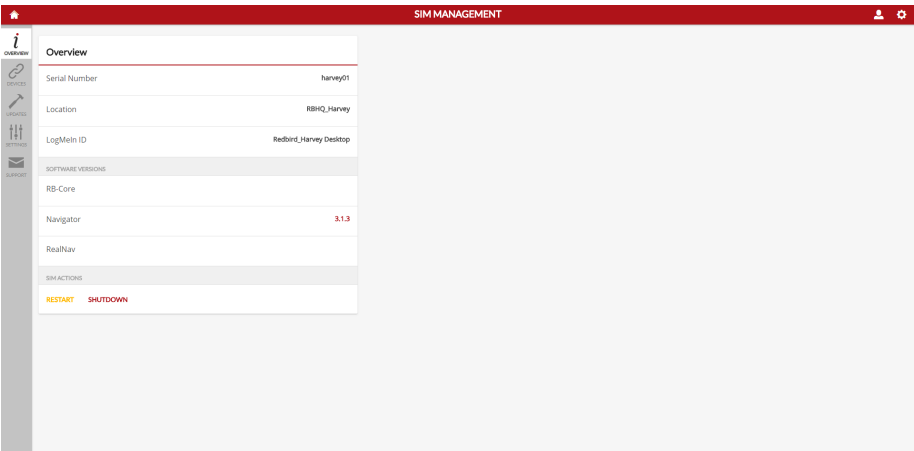 SIM MANAGEMENT
OVERVIEW
DEVICES
UPDATES
SETTINGS
SUPPORT
Overview
Serial Number harvey01
Location RBHQ_Harvey
LogMeIn ID Redbird_Harvey Desktop
SOFTWARE VERSIONS
RB-Core
Navigator 3.1.3
RealNav
SIM ACTIONS
RESTART SHUTDOWN